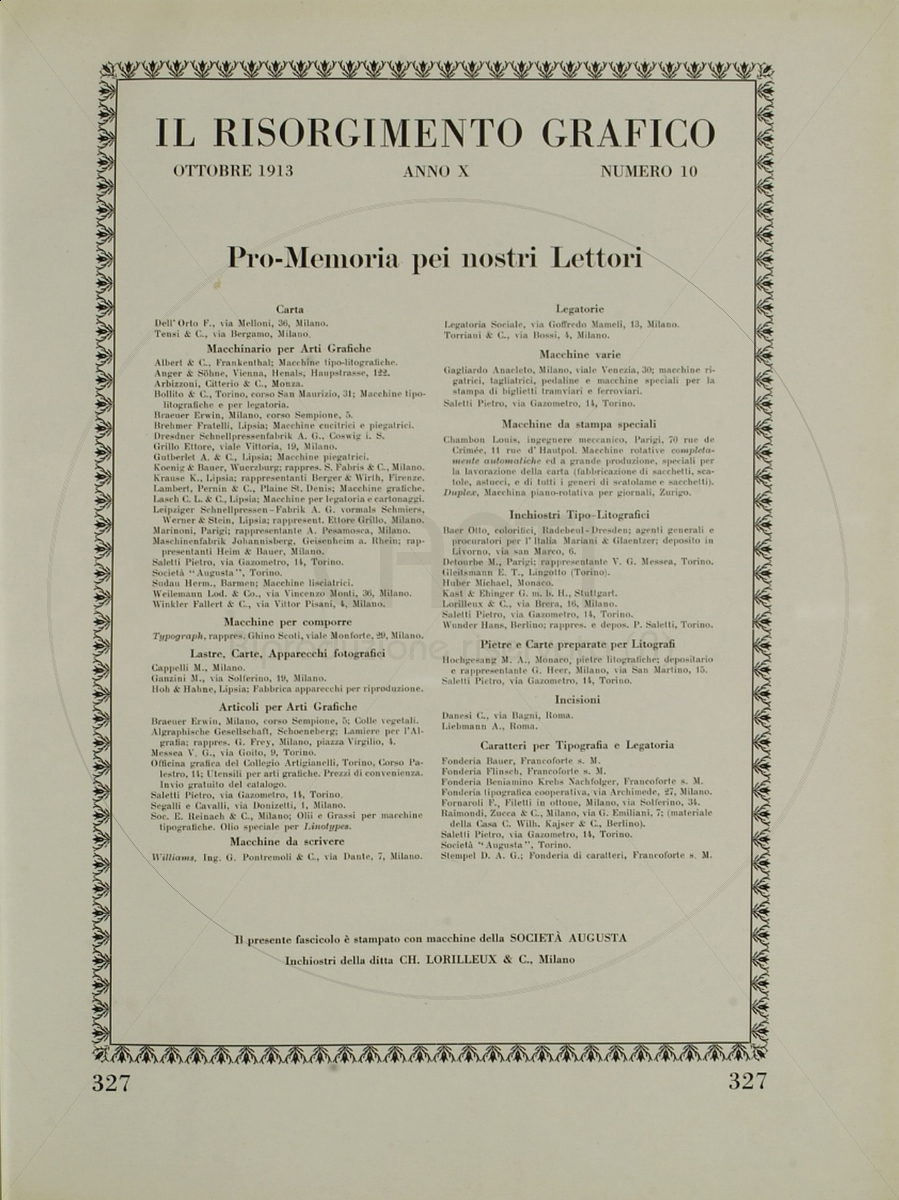 IL RISORGIMENTO GRAFICO
OTTOBRE 1913 ANNO X NUMERO 10
Pro-Memoria pei nostri Lettori
Carta
Dell'Orto F., via Melloni, 36, Milano.
Tensi & C., via Bergamo, Milano.
Macchinario per Arti Grafiche
Albert & C., Frankenthal; Macchine tipo-litografiche.
Anger & Söhne, Vienna, Henals, Haupstrasse, 122.
Arbizzoni, Citterio & C., Monza.
Bollito & C., Torino, corso San Maurizio, 31; Macchine tipo-
litografiche e per legatoria.
Braeuer Erwin, Milano, corso Sempione, 5.
Brehmer Fratelli, Lipsia; Macchine cucitrici e piegatrici.
Dresdner Schnellpressenfabrik A. G., Coswig i. S.
Grillo Ettore, viale Vittoria, 19, Milano.
Gutberlet A. & C., Lipsia; Macchine piegatrici.
Koenig & Bauer, Wuerzburg; rappres. S. Fabris & C., Milano.
Krause K., Lipsia; rappresentanti Berger & Wirth, Firenze.
Lambert, Pernin & C., Plaine St. Denis; Macchine grafiche.
Lasch C. L. & C., Lipsia; Macchine per legatoria e cartonaggi.
Leipziger Schnellpressen-Fabrik A. G. vormals Schmiers,
Werner & Stein, Lipsia; rappresent. Ettore Grillo, Milano.
Marinoni, Parigi; rappresentante A. Pesamosca, Milano.
Maschinenfabrik Johannisberg, Geisenheim a. Rhein; rap-
presentanti Heim & Bauer, Milano.
Saletti Pietro, via Gazometro, 14, Torino.
Società "Augusta", Torino.
Sudau Herm., Barmen; Macchine lisciatrici.
Weilemann Lod. & Co., via Vincenzo Monti, 36, Milano.
Winkler Fallert & C., via Vittor Pisani, 4, Milano.
Macchine per comporre
Typograph, rappres. Ghino Scoti, viale Monforte, 29, Milano.
Lastre, Carte, Apparecchi fotografici
Cappelli M., Milano.
Ganzini M., via Solferino, 19, Milano.
Hoh & Hahne, Lipsia; Fabbrica apparecchi per riproduzione.
Articoli per Arti Grafiche
Braeuer Erwin, Milano, corso Sempione, 5; Colle vegetali.
Algraphische Gesellschaft, Schoeneberg; Lamiere per l'Al-
grafia; rappres. G. Frey, Milano, piazza Virgilio, 4.
Messea V. G., via Goito, 9, Torino.
Officina grafica del Collegio Artigianelli, Torino, Corso Pa-
lestro, 14; Utensili per arti grafiche. Prezzi di convenienza.
Invio gratuito del catalogo.
Saletti Pietro, via Gazometro, 14, Torino.
Segalli e Cavalli, via Donizetti, 1, Milano.
Soc. E. Reinach & C., Milano; Olii e Grassi per macchine
tipografiche. Olio speciale per Linotypes.
Macchine da scrivere
Williams, Ing. G. Pontremoli & C., via Dante, 7, Milano.
Legatorie
Legatoria Sociale, via Goffredo Mameli, 13, Milano.
Torriani & C., via Bossi, 4, Milano.
Macchine varie
Gagliardo Anacleto, Milano, viale Venezia, 30; macchine ri-
gatrici, tagliatrici, pedaline e macchine speciali per la
stampa di biglietti tramviari e ferroviari.
Saletti Pietro, via Gazometro, 14, Torino.
Macchine da stampa speciali
Chambon Louis, ingegnere meccanico, Parigi, 70 rue de
Crimée, 11 rue d'Hautpol. Macchine rotative completa-
mente automatiche ed a grande produzione, speciali per
la lavorazione della carta (fabbricazione di sacchetti, sca-
tole, astucci, e di tutti i generi di scatolame e sacchetti).
Duplex, Macchina piano-rotativa per giornali, Zurigo.
Inchiostri Tipo-Litografici
Baer Otto, colorifici, Radebeul-Dresden; agenti generali e
procuratori per l'Italia Mariani & Glaentzer; deposito in
Livorno, via san Marco, 6.
Detourbe M., Parigi; rappresentante V. G. Messea, Torino.
Gleitsmann E. T., Lingotto (Torino).
Huber Michael, Monaco.
Kast & Ehinger G. m. b. H., Stuttgart.
Lorilleux & C., via Brera, 16, Milano.
Saletti Pietro, via Gazometro, 14, Torino.
Wunder Hans, Berlino; rappres. e depos. P. Saletti, Torino.
Pietre e Carte preparate per Litografi
Hochgesang M. A., Monaco, pietre litografiche; depositario
e rappresentante G. Heer, Milano, via San Martino, 15.
Saletti Pietro, via Gazometro, 14, Torino.
Incisioni
Danesi C., via Bagni, Roma.
Liebmann A., Roma.
Caratteri per Tipografia e Legatoria
Fonderia Bauer, Francoforte s. M.
Fonderia Flinsch, Francoforte s. M.
Fonderia Beniamino Krebs Nachfolger, Francoforte s. M.
Fonderia tipografica cooperativa, via Archimede, 27, Milano.
Fornaroli F., Filetti in ottone, Milano, via Solferino, 34.
Raimondi, Zucca & C., Milano, via G. Emiliani, 7; (materiale
della Casa C. Wilh. Kajser & C., Berlino).
Saletti Pietro, via Gazometro, 14, Torino.
Società "Augusta", Torino.
Stempel D. A. G.; Fonderia di caratteri, Francoforte s. M.
Il presente fascicolo è stampato con macchine della SOCIETÀ AUGUSTA
Inchiostri della ditta CH. LORILLEUX & C., Milano
327 327